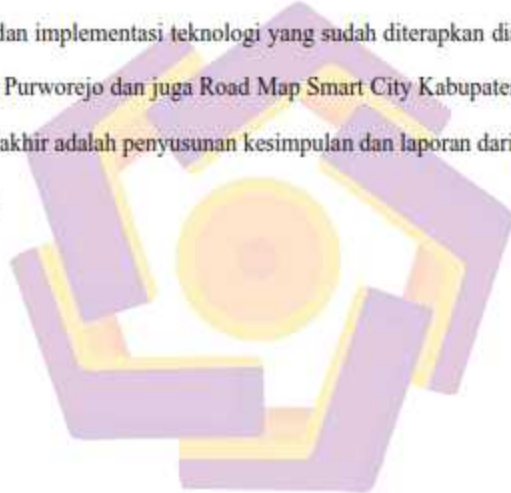 dan implementasi teknologi yang sudah diterapkan di
Purworejo dan juga Road Map Smart City Kabupaten
akhir adalah penyusunan kesimpulan dan laporan dari